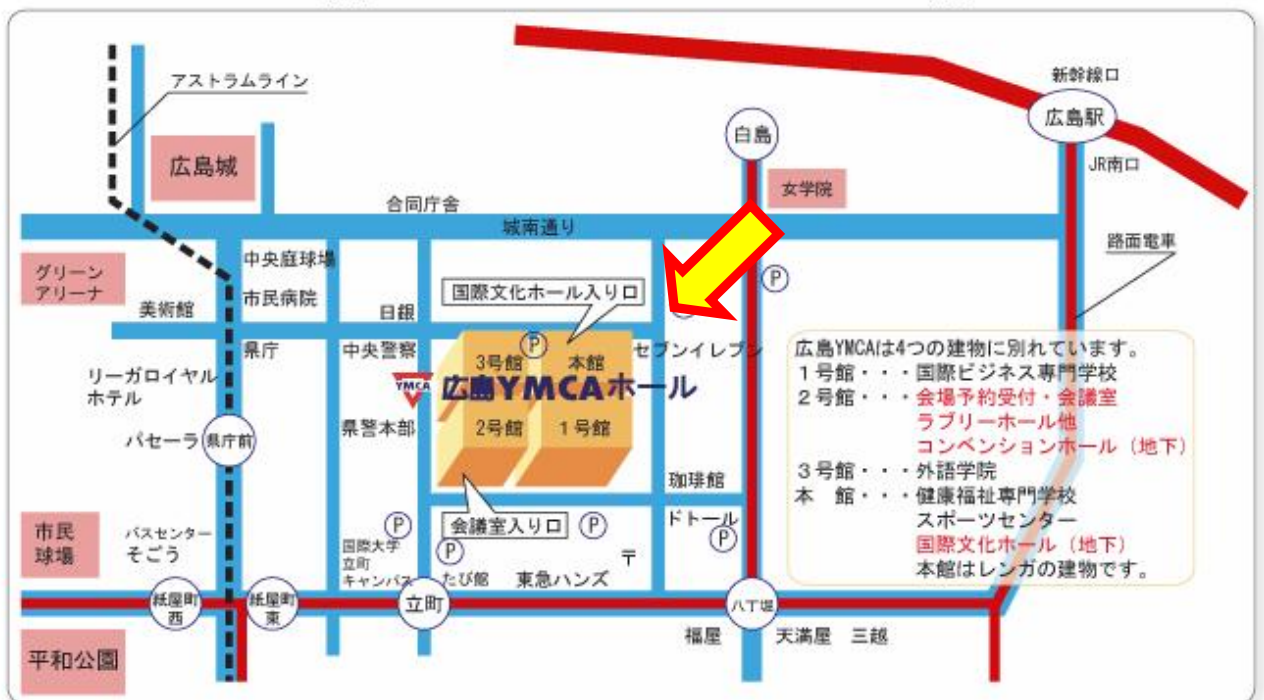 アストラムライン
新幹線口
広島駅
白島
広島城
JR南口
女学院
合同庁舎
城南通り
路面電車
中央庭球場
グリーン
アリーナ
国際文化ホール入り口
P
市民病院
美術館
日銀
県庁
中央警察
3号館
P
本館
セブンイレブン
リーガロイヤル
ホテル
YMCA
広島YMCAホール
県警本部
2号館
1号館
パセーラ
県庁前
広島YMCAは4つの建物に別れています。
1号館・・・国際ビジネス専門学校
2号館・・・会場予約受付・会議室
ラブリーホール他
コンベンションホール（地下）
3号館・・・外語学院
本　館・・・健康福祉専門学校
スポーツセンター
国際文化ホール（地下）
本館はレンガの建物です。
珈琲館
ドトール
P
市民
球場
バスセンター
そごう
P
会議室入り口
P
国際大学
立町
キャンパス
P
たび館
東急ハンズ
〒
紙屋町
西
紙屋町
東
立町
八丁堀
福屋
天満屋
三越
平和公園